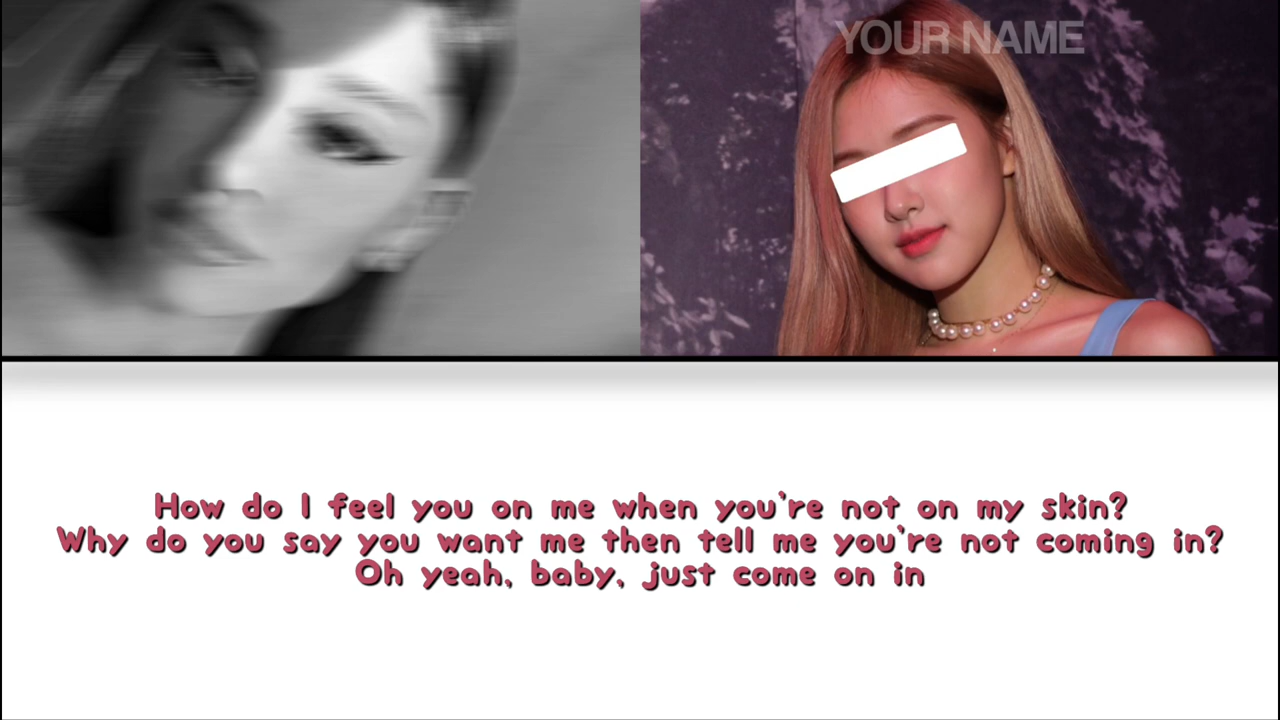 YOUR NAME
How do I feel you on me when you're not on my skin?
Why do you say you want me then tell me you're not coming in?
Oh yeah, baby, just come on in